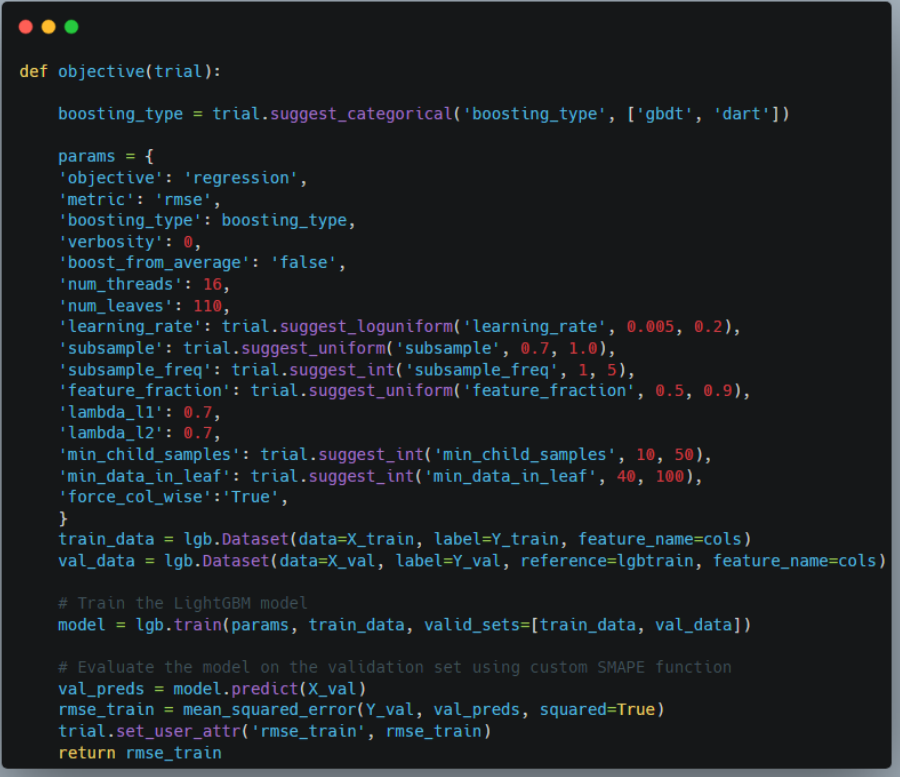 def objective(trial):
    boosting_type = trial.suggest_categorical('boosting_type', ['gbdt', 'dart'])
    params = {
    'objective': 'regression',
    'metric': 'rmse',
    'boosting_type': boosting_type,
    'verbosity': 0,
    'boost_from_average': 'false',
    'num_threads': 16,
    'num_leaves': 110,
    'learning_rate': trial.suggest_loguniform('learning_rate', 0.005, 0.2),
    'subsample': trial.suggest_uniform('subsample', 0.7, 1.0),
    'subsample_freq': trial.suggest_int('subsample_freq', 1, 5),
    'feature_fraction': trial.suggest_uniform('feature_fraction', 0.5, 0.9),
    'lambda_l1': 0.7,
    'lambda_l2': 0.7,
    'min_child_samples': trial.suggest_int('min_child_samples', 10, 50),
    'min_data_in_leaf': trial.suggest_int('min_data_in_leaf', 40, 100),
    'force_col_wise':'True',
    }
    train_data = lgb.Dataset(data=X_train, label=Y_train, feature_name=cols)
    val_data = lgb.Dataset(data=X_val, label=Y_val, reference=lgbtrain, feature_name=cols)
    # Train the LightGBM model
    model = lgb.train(params, train_data, valid_sets=[train_data, val_data])
    # Evaluate the model on the validation set using custom SMAPE function
    val_preds = model.predict(X_val)
    rmse_train = mean_squared_error(Y_val, val_preds, squared=True)
    trial.set_user_attr('rmse_train', rmse_train)
    return rmse_train